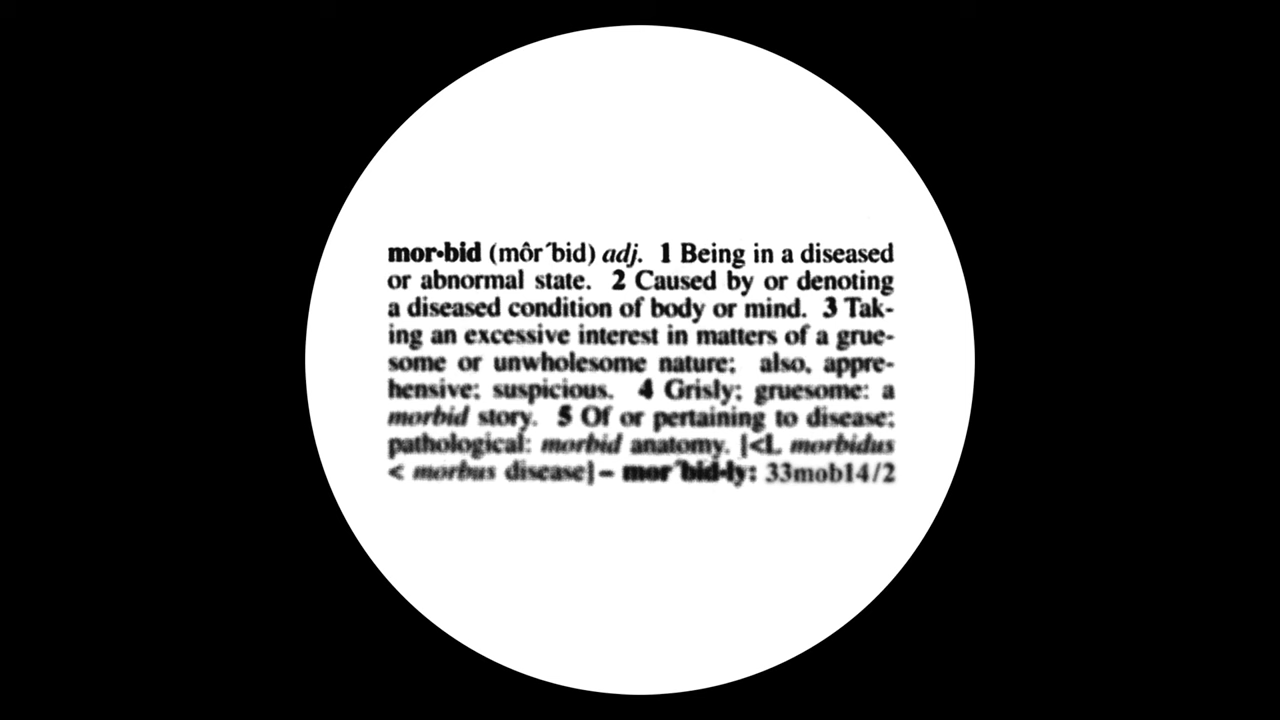 mor•bid (môr´bid) adj. 1 Being in a diseased
or abnormal state. 2 Caused by or denoting
a diseased condition of body or mind. 3 Tak-
ing an excessive interest in matters of a grue-
some or unwholesome nature; also, appre-
hensive; suspicious. 4 Grisly; gruesome: a
morbid story. 5 Of or pertaining to disease;
pathological: morbid anatomy. [<L morbidus
< morbus disease] – mor´bid•ly: 33mob14/2